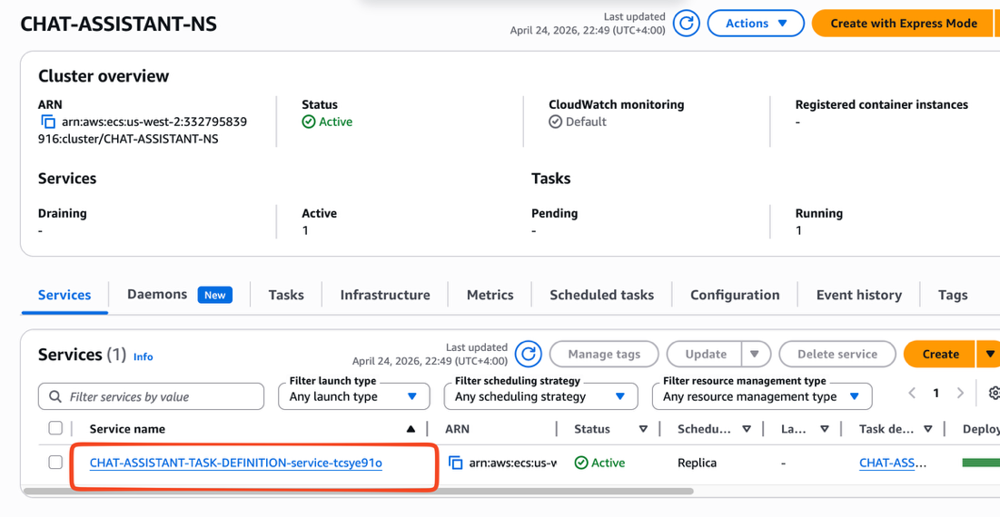 CHAT-ASSISTANT-NS
Last updated
April 24, 2026, 22:49 (UTC+4:00)
Actions
Create with Express Mode
Cluster overview
ARN
arn:aws:ecs:us-west-2:332795839
916:cluster/CHAT-ASSISTANT-NS
Status
Active
CloudWatch monitoring
Default
Registered container instances
-
Services
Tasks
Draining
-
Active
1
Pending
-
Running
1
Services
Daemons New
Tasks
Infrastructure
Metrics
Scheduled tasks
Configuration
Event history
Tags
Services (1) Info
Last updated
April 24, 2026, 22:49 (UTC+4:00)
Manage tags
Update
Delete service
Create
Filter services by value
Filter launch type
Any launch type
Filter scheduling strategy
Any scheduling strategy
Filter resource management type
Any resource management type
1
Service name
ARN
Status
Schedu...
La...
Task de...
Deploy
CHAT-ASSISTANT-TASK-DEFINITION-service-tcsye91o
arn:aws:ecs:us-w
Active
Replica
-
CHAT-ASS...